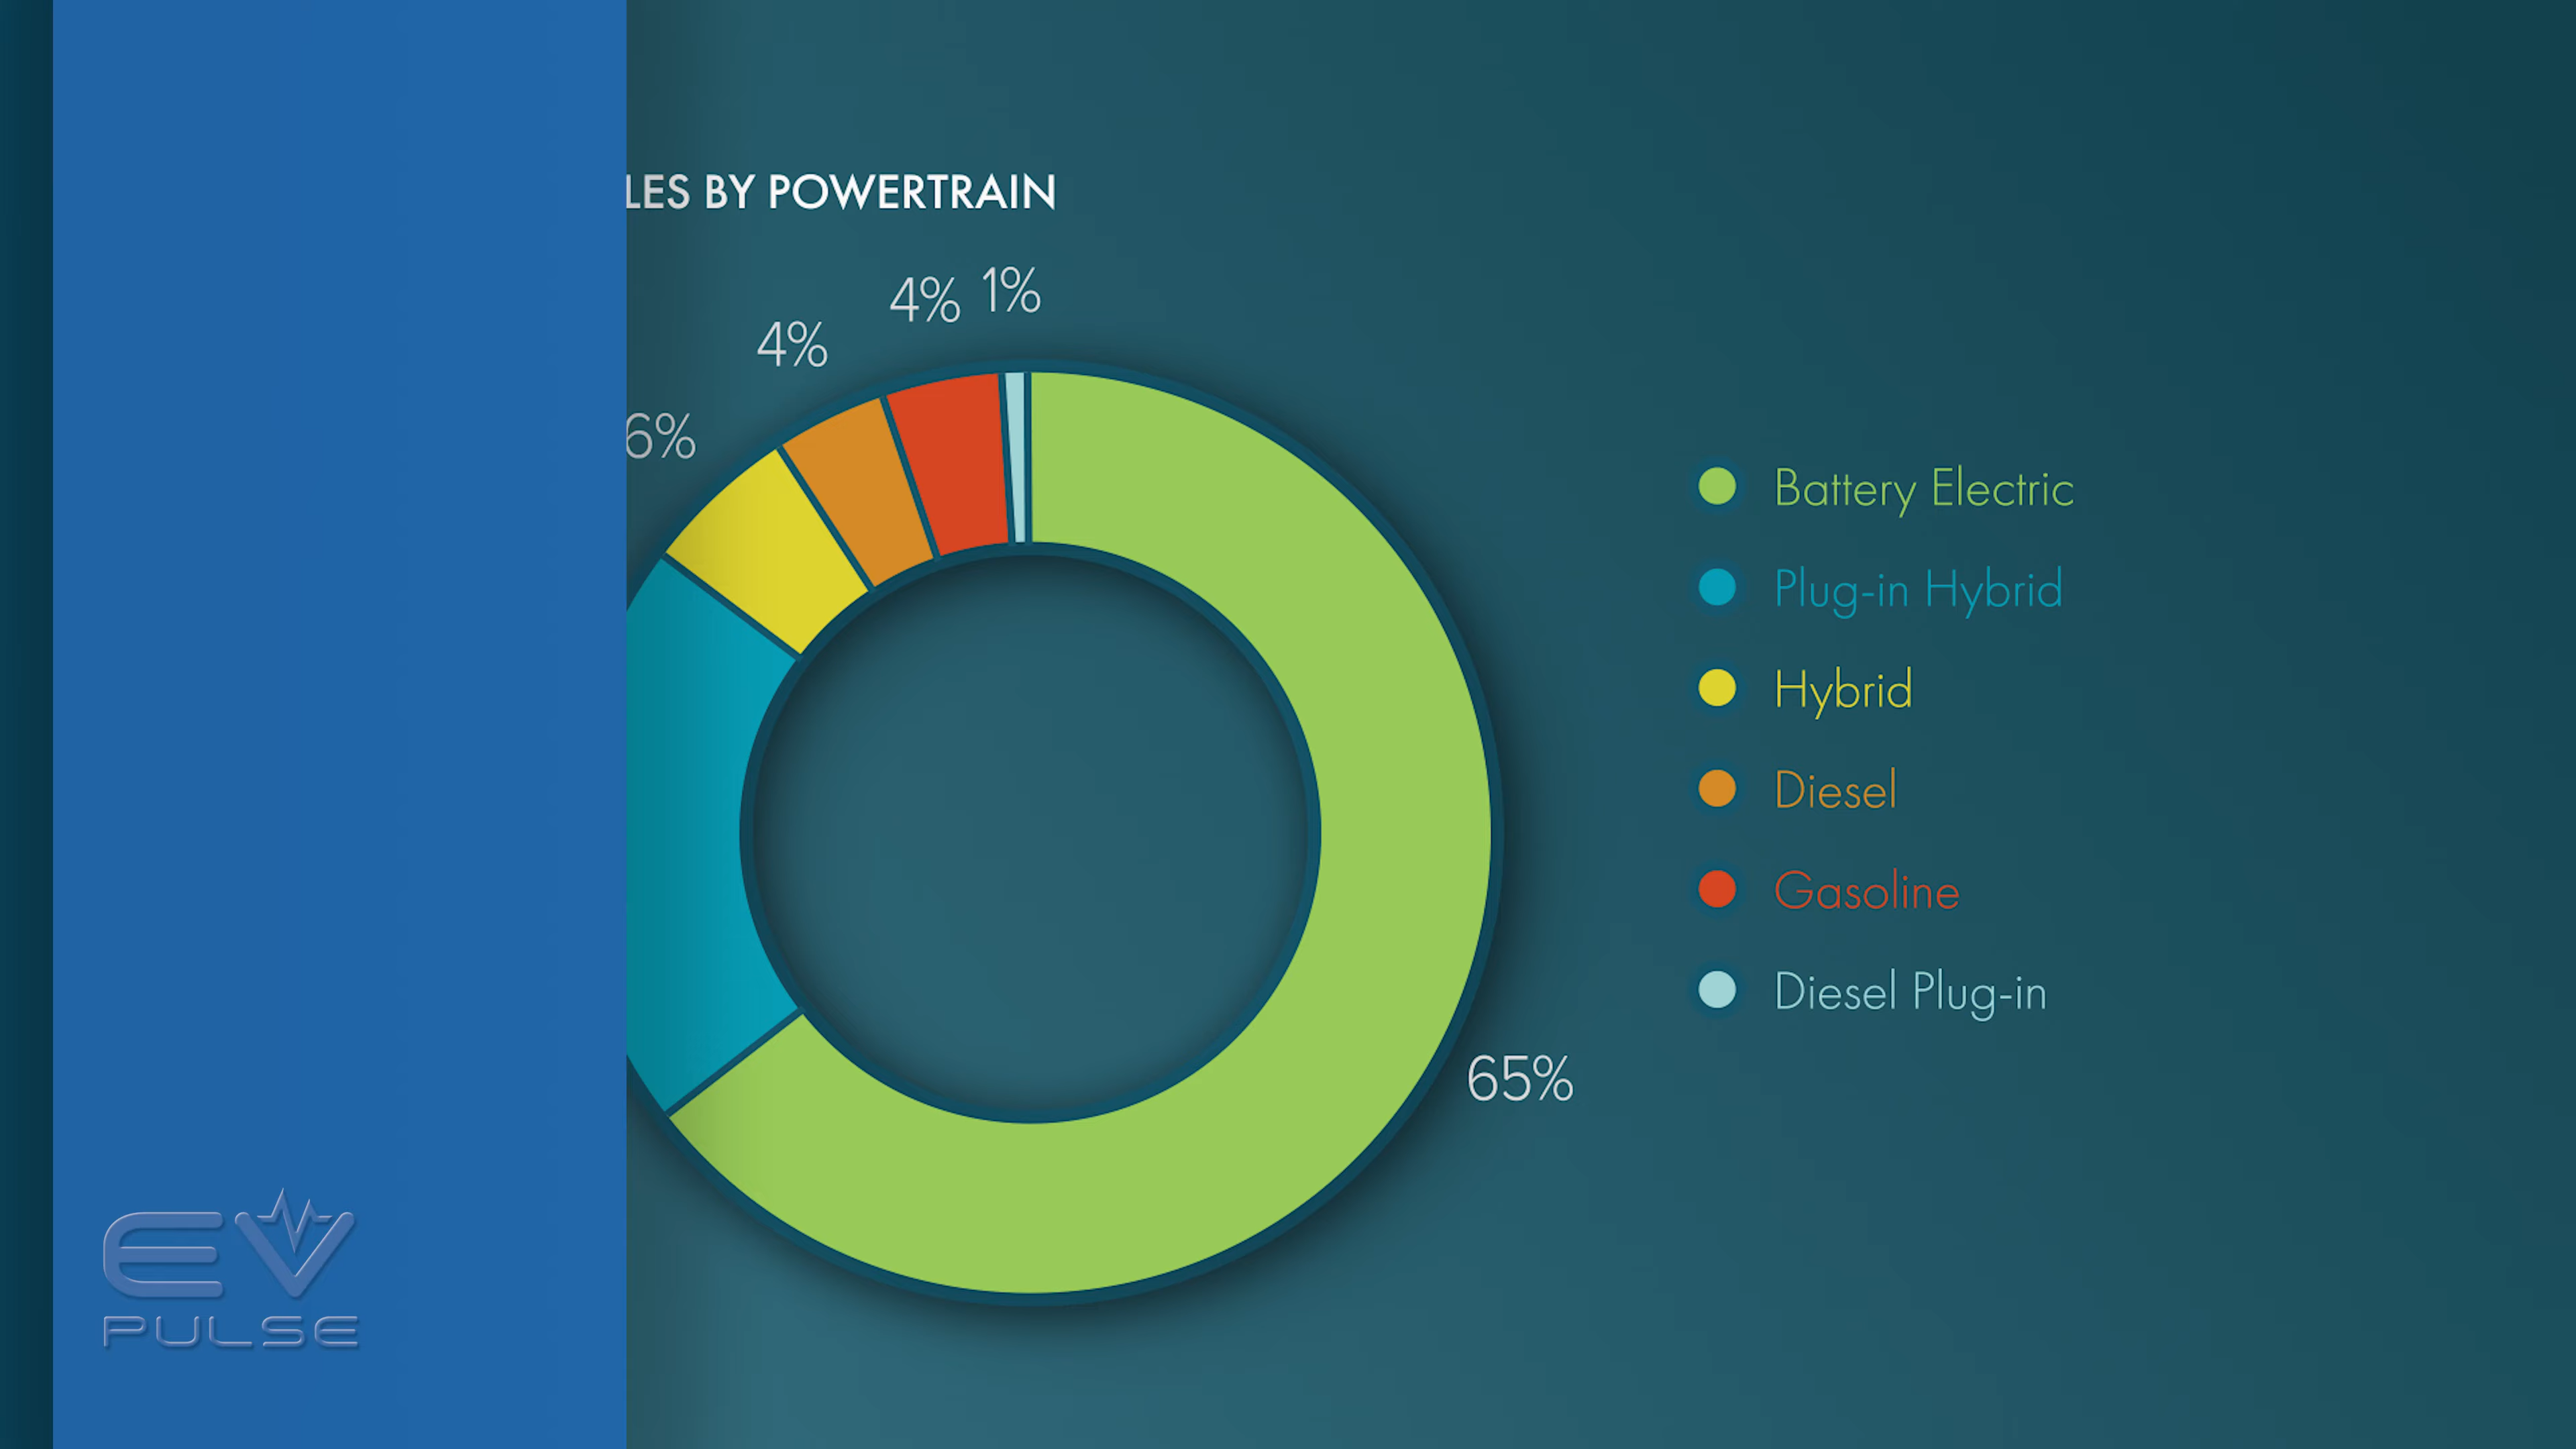 LES BY POWERTRAIN
4% 1%
4%
6%
65%
Battery Electric
Plug-in Hybrid
Hybrid
Diesel
Gasoline
Diesel Plug-in
EV
PULSE